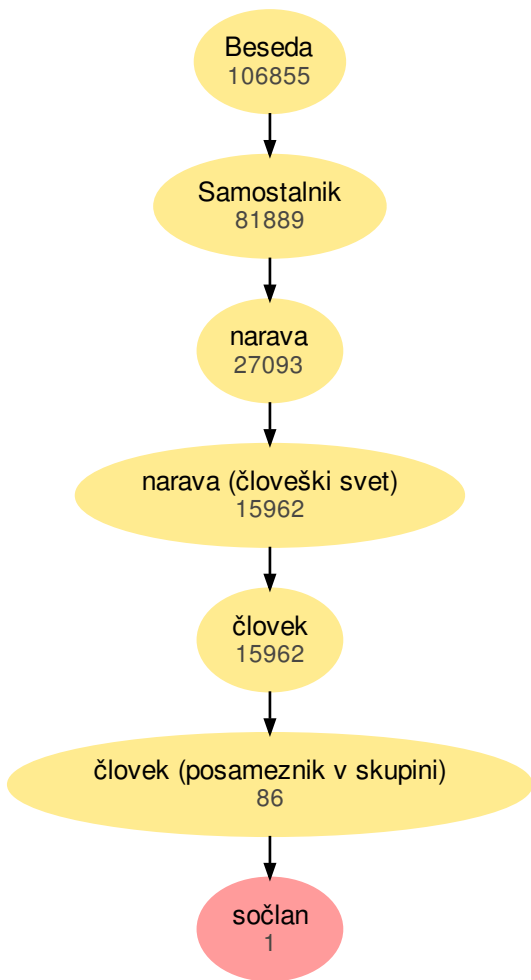 Beseda
106855
Samostalnik
81889
narava
27093
narava (človeški svet)
15962
človek
15962
človek (posameznik v skupini)
86
sočlan
1